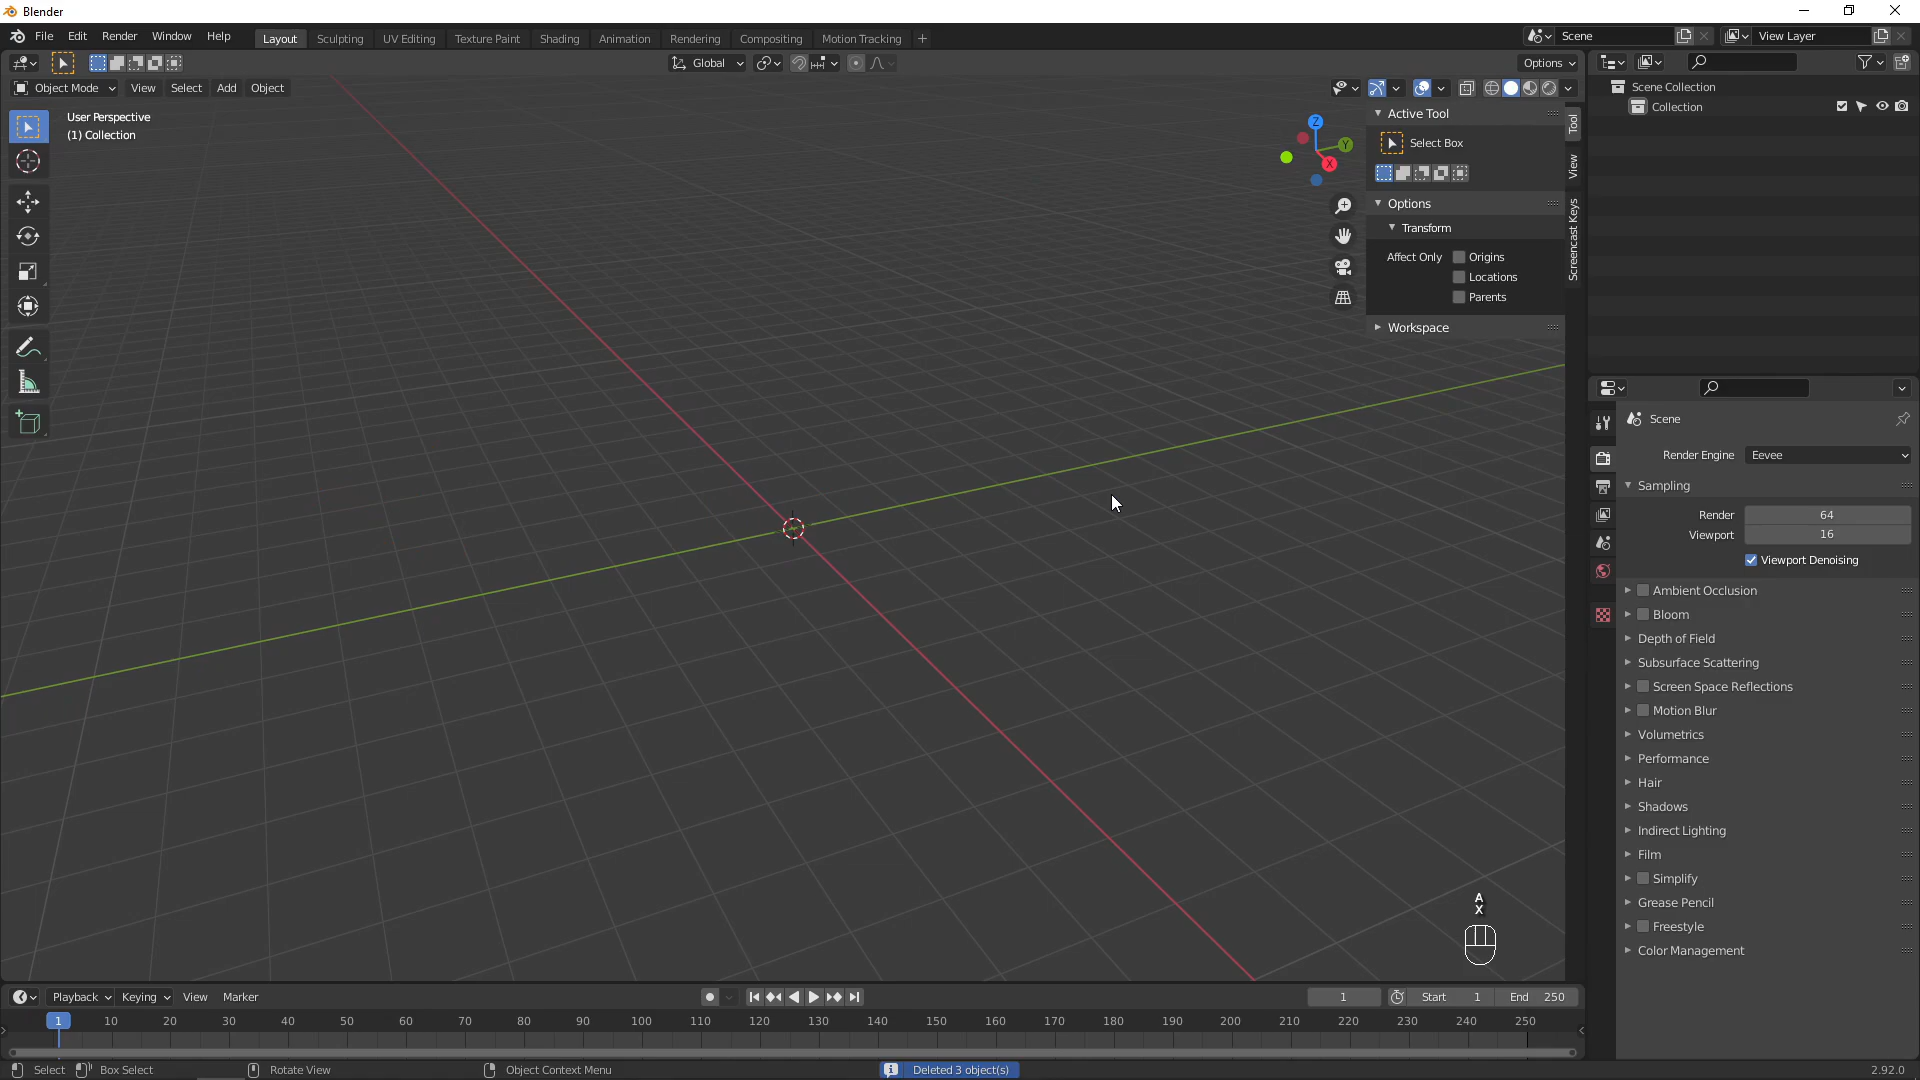 Blender
File Edit Render Window Help Layout Sculpting UV Editing Texture Paint Shading Animation Rendering Compositing Motion Tracking + Scene View Layer
Global Options
Object Mode View Select Add Object
User Perspective
(1) Collection
Z
Y
X
Active Tool
Select Box
Options
Transform
Affect Only Origins
Locations
Parents
Workspace
Tool
View
Screencast Keys
Scene Collection
Collection
Scene
Render Engine Eevee
Sampling
Render 64
Viewport 16
Viewport Denoising
Ambient Occlusion
Bloom
Depth of Field
Subsurface Scattering
Screen Space Reflections
Motion Blur
Volumetrics
Performance
Hair
Shadows
Indirect Lighting
Film
Simplify
Grease Pencil
Freestyle
Color Management
A
X
Playback Keying View Marker 1 Start 1 End 250
1 10 20 30 40 50 60 70 80 90 100 110 120 130 140 150 160 170 180 190 200 210 220 230 240 250
Select Box Select Rotate View Object Context Menu Deleted 3 object(s) 2.92.0